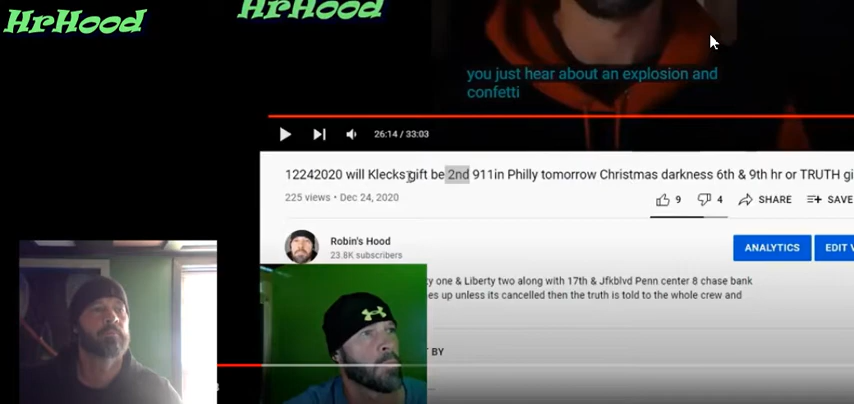 HrHood
HrHood
you just hear about an explosion and
confetti
26:14 / 33:03
12242020 will Klecks gift be 2nd 911in Philly tomorrow Christmas darkness 6th & 9th hr or TRUTH gi
225 views • Dec 24, 2020
9
4
SHARE
SAVE
Robin's Hood
23.8K subscribers
ANALYTICS
EDIT V
ty one & Liberty two along with 17th & Jfkblvd Penn center 8 chase bank
es up unless its cancelled then the truth is told to the whole crew and
BY